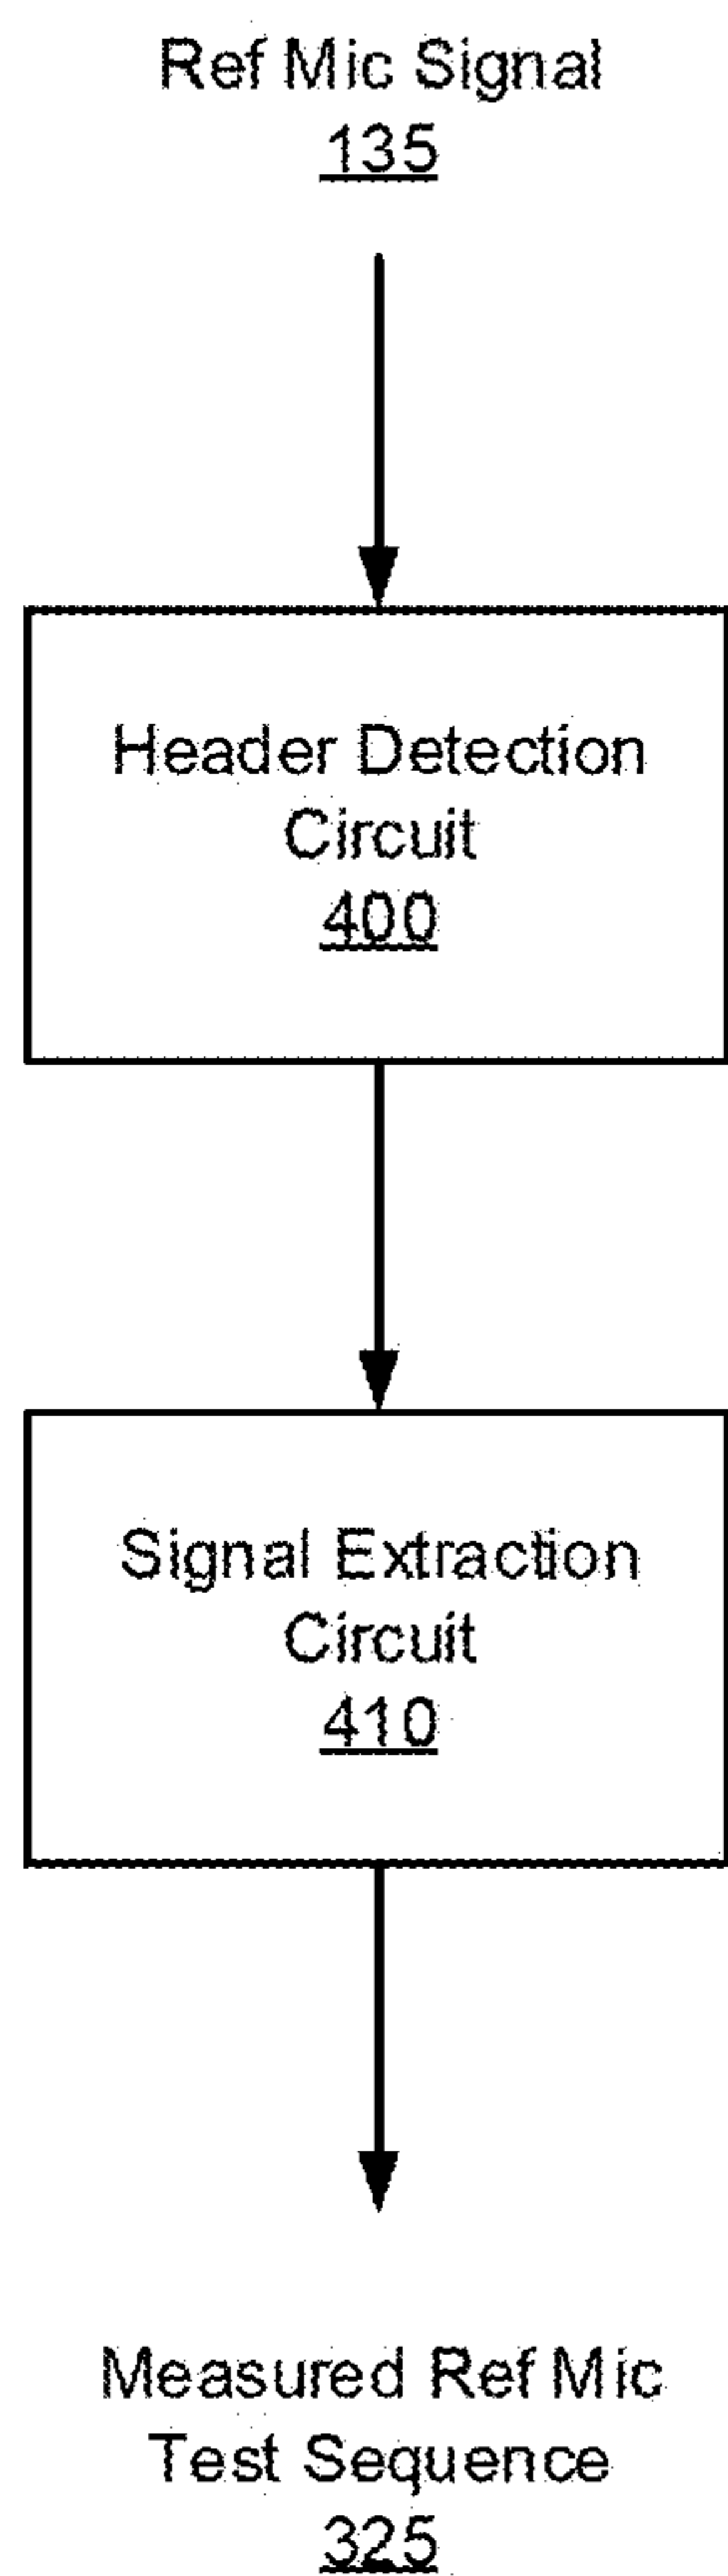 Ref Mic Signal
135
Header Detection
Circuit
400
Signal Extraction
Circuit
410
Measured Ref Mic
Test Sequence
325